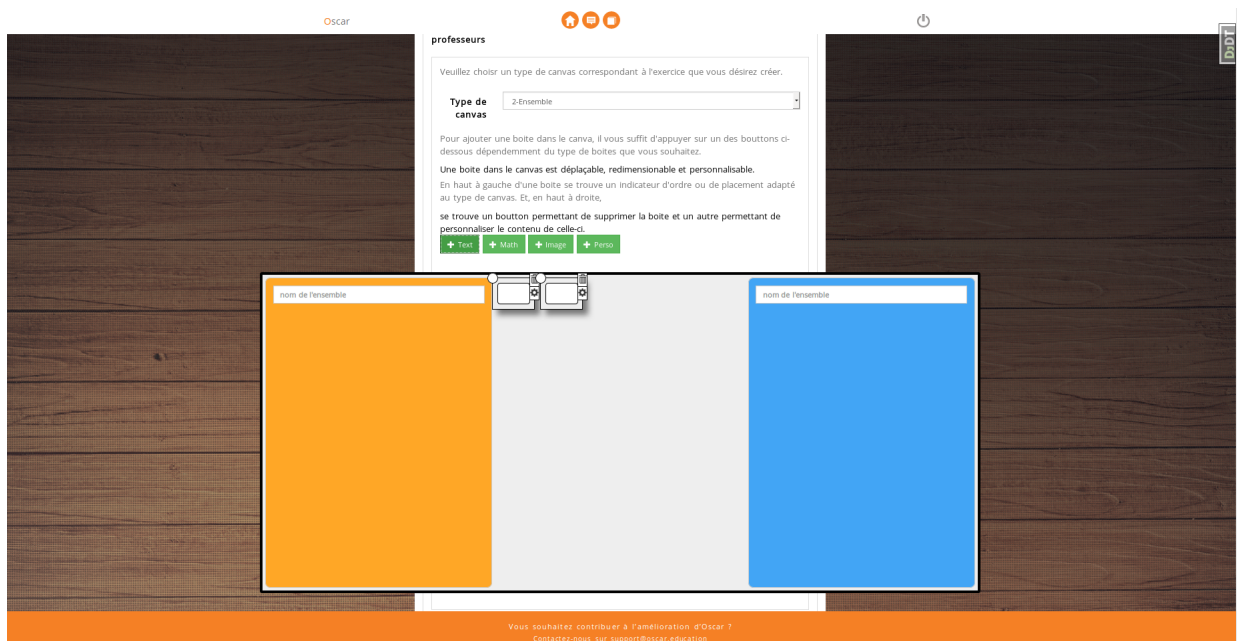 Oscar
DjDT
professeurs
Veuillez choisr un type de canvas correspondant à l'exercice que vous désirez créer.
Type de
canvas
2-Ensemble
Pour ajouter une boite dans le canva, il vous suffit d'appuyer sur un des bouttons ci-
dessous dépendemment du type de boites que vous souhaitez.
Une boite dans le canvas est déplaçable, redimensionable et personnalisable.
En haut à gauche d'une boite se trouve un indicateur d'ordre ou de placement adapté
au type de canvas. Et, en haut à droite,
se trouve un boutton permettant de supprimer la boite et un autre permettant de
personnaliser le contenu de celle-ci.
+ Text + Math + Image + Perso
nom de l'ensemble
nom de l'ensemble
Vous souhaitez contribuer à l'amélioration d'Oscar ?
Contactez-nous sur support@oscar.education